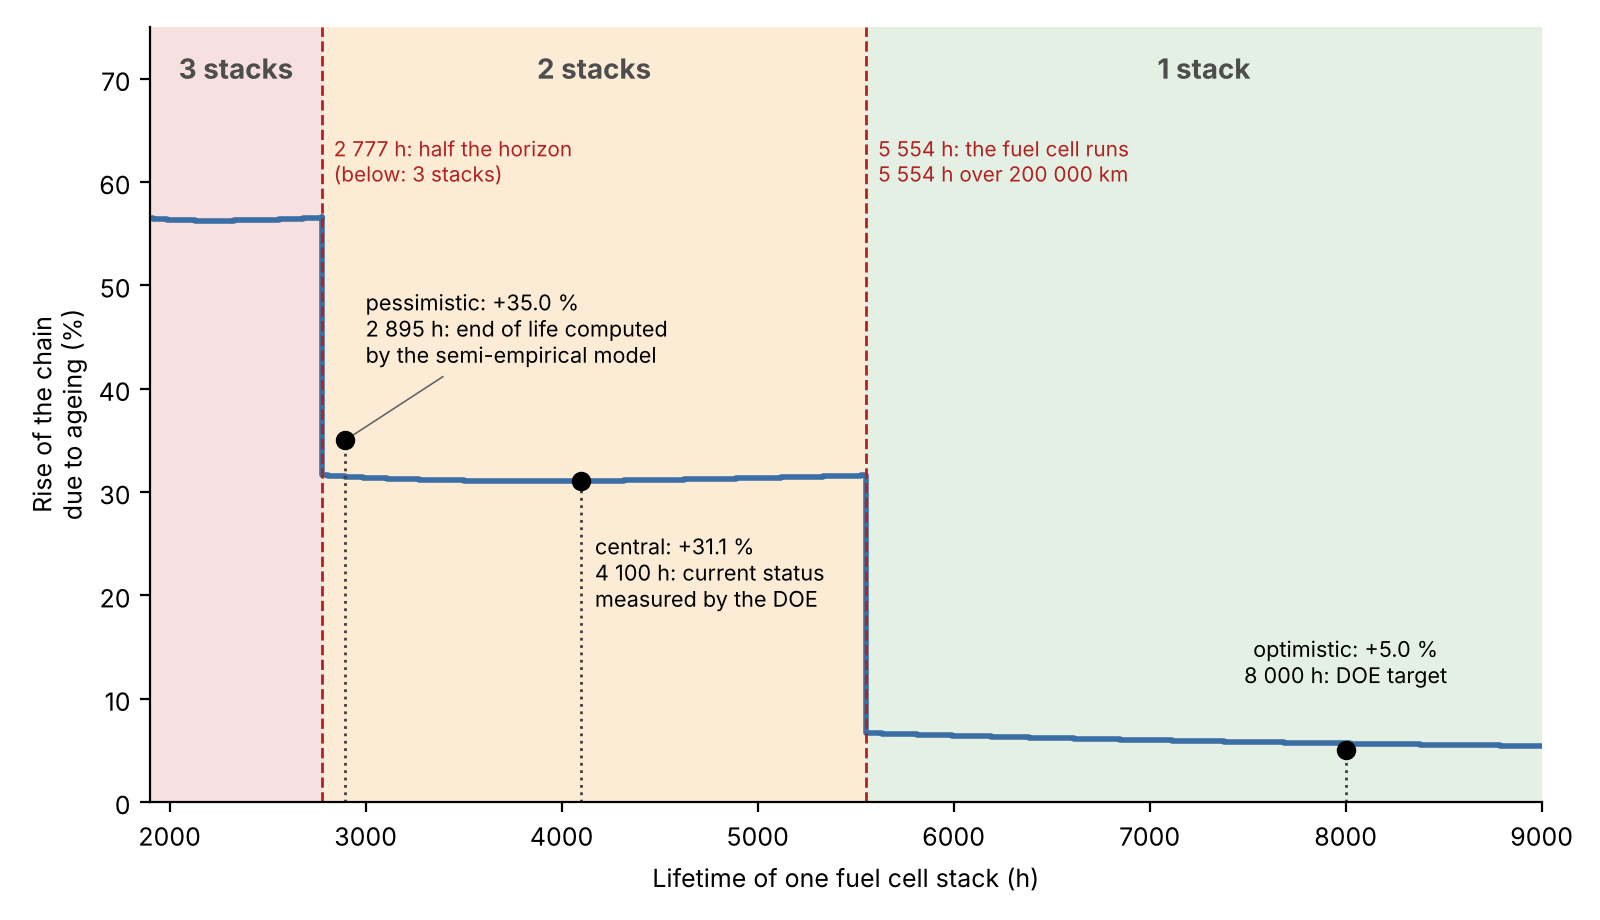 3 stacks
2 stacks
1 stack
2 777 h: half the horizon
(below: 3 stacks)
5 554 h: the fuel cell runs
5 554 h over 200 000 km
pessimistic: +35.0 %
2 895 h: end of life computed
by the semi-empirical model
central: +31.1 %
4 100 h: current status
measured by the DOE
optimistic: +5.0 %
8 000 h: DOE target
Rise of the chain
due to ageing (%)
70
60
50
40
30
20
10
0
2000
3000
4000
5000
6000
7000
8000
9000
Lifetime of one fuel cell stack (h)